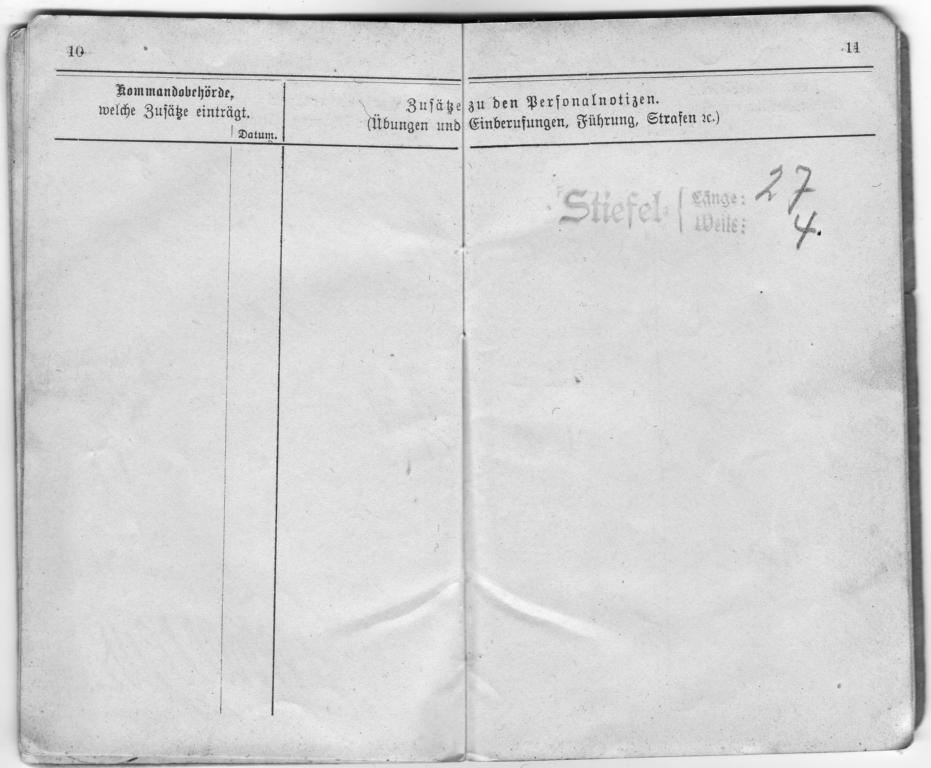 10
11
Kommandobehörde,
welche Zusätze einträgt.
Datum.
Zusätze zu den Personalnotizen.
(Übungen und Einberufungen, Führung, Strafen ꝛc.)
Stiefel- { Länge: 27
Weite: 4.